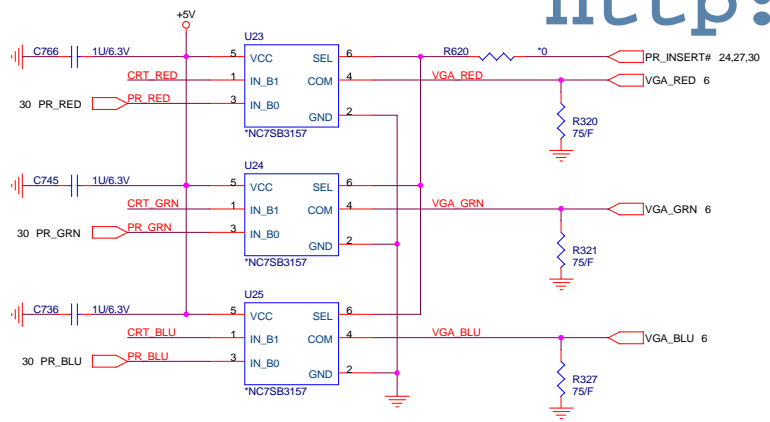 http:
+5V
U23
C766 1U/6.3V 5 VCC SEL 6 R620 *0 PR_INSERT# 24,27,30
CRT_RED 1 IN_B1 COM 4 VGA_RED VGA_RED 6
30 PR_RED PR_RED 3 IN_B0
GND 2
R320
75/F
*NC7SB3157
U24
C745 1U/6.3V 5 VCC SEL 6
CRT_GRN 1 IN_B1 COM 4 VGA_GRN VGA_GRN 6
30 PR_GRN PR_GRN 3 IN_B0
GND 2
R321
75/F
*NC7SB3157
U25
C736 1U/6.3V 5 VCC SEL 6
CRT_BLU 1 IN_B1 COM 4 VGA_BLU VGA_BLU 6
30 PR_BLU PR_BLU 3 IN_B0
GND 2
R327
75/F
*NC7SB3157